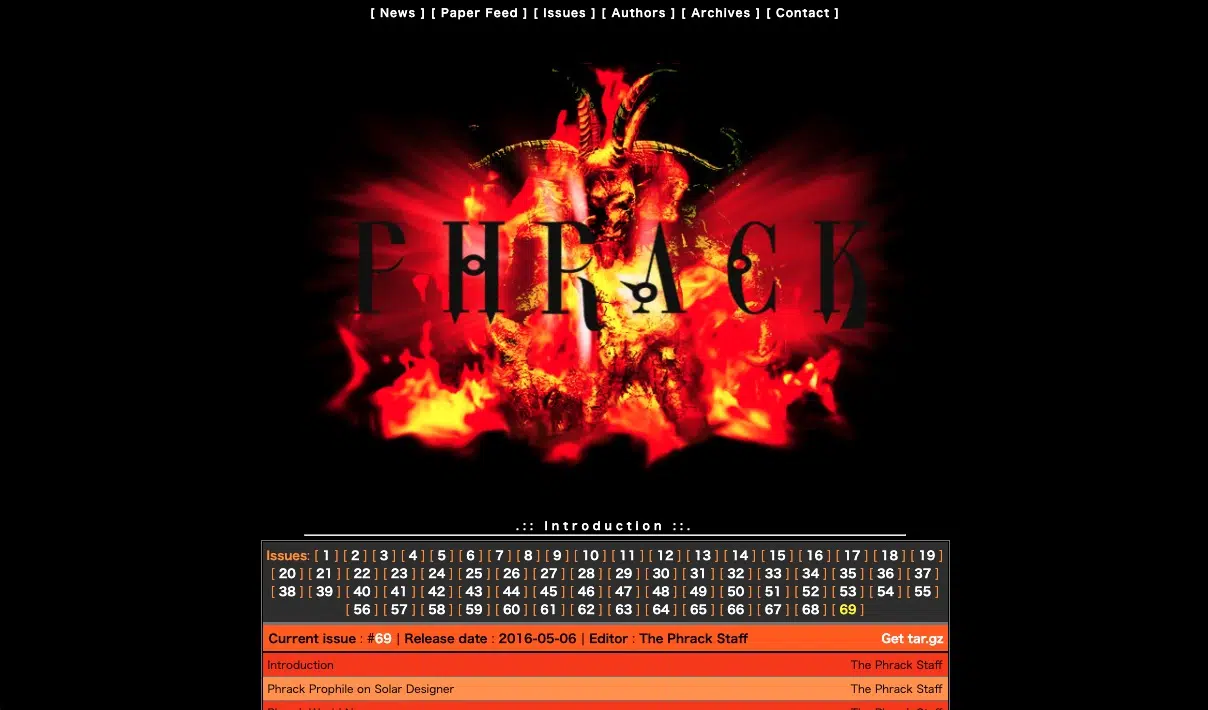 [ News ] [ Paper Feed ] [ Issues ] [ Authors ] [ Archives ] [ Contact ]
PHRACK
.:: Introduction ::.
Issues: [ 1 ] [ 2 ] [ 3 ] [ 4 ] [ 5 ] [ 6 ] [ 7 ] [ 8 ] [ 9 ] [ 10 ] [ 11 ] [ 12 ] [ 13 ] [ 14 ] [ 15 ] [ 16 ] [ 17 ] [ 18 ] [ 19 ]
[ 20 ] [ 21 ] [ 22 ] [ 23 ] [ 24 ] [ 25 ] [ 26 ] [ 27 ] [ 28 ] [ 29 ] [ 30 ] [ 31 ] [ 32 ] [ 33 ] [ 34 ] [ 35 ] [ 36 ] [ 37 ]
[ 38 ] [ 39 ] [ 40 ] [ 41 ] [ 42 ] [ 43 ] [ 44 ] [ 45 ] [ 46 ] [ 47 ] [ 48 ] [ 49 ] [ 50 ] [ 51 ] [ 52 ] [ 53 ] [ 54 ] [ 55 ]
[ 56 ] [ 57 ] [ 58 ] [ 59 ] [ 60 ] [ 61 ] [ 62 ] [ 63 ] [ 64 ] [ 65 ] [ 66 ] [ 67 ] [ 68 ] [ 69 ]
Current issue : #69 | Release date : 2016-05-06 | Editor : The Phrack Staff Get tar.gz
Introduction The Phrack Staff
Phrack Prophile on Solar Designer The Phrack Staff